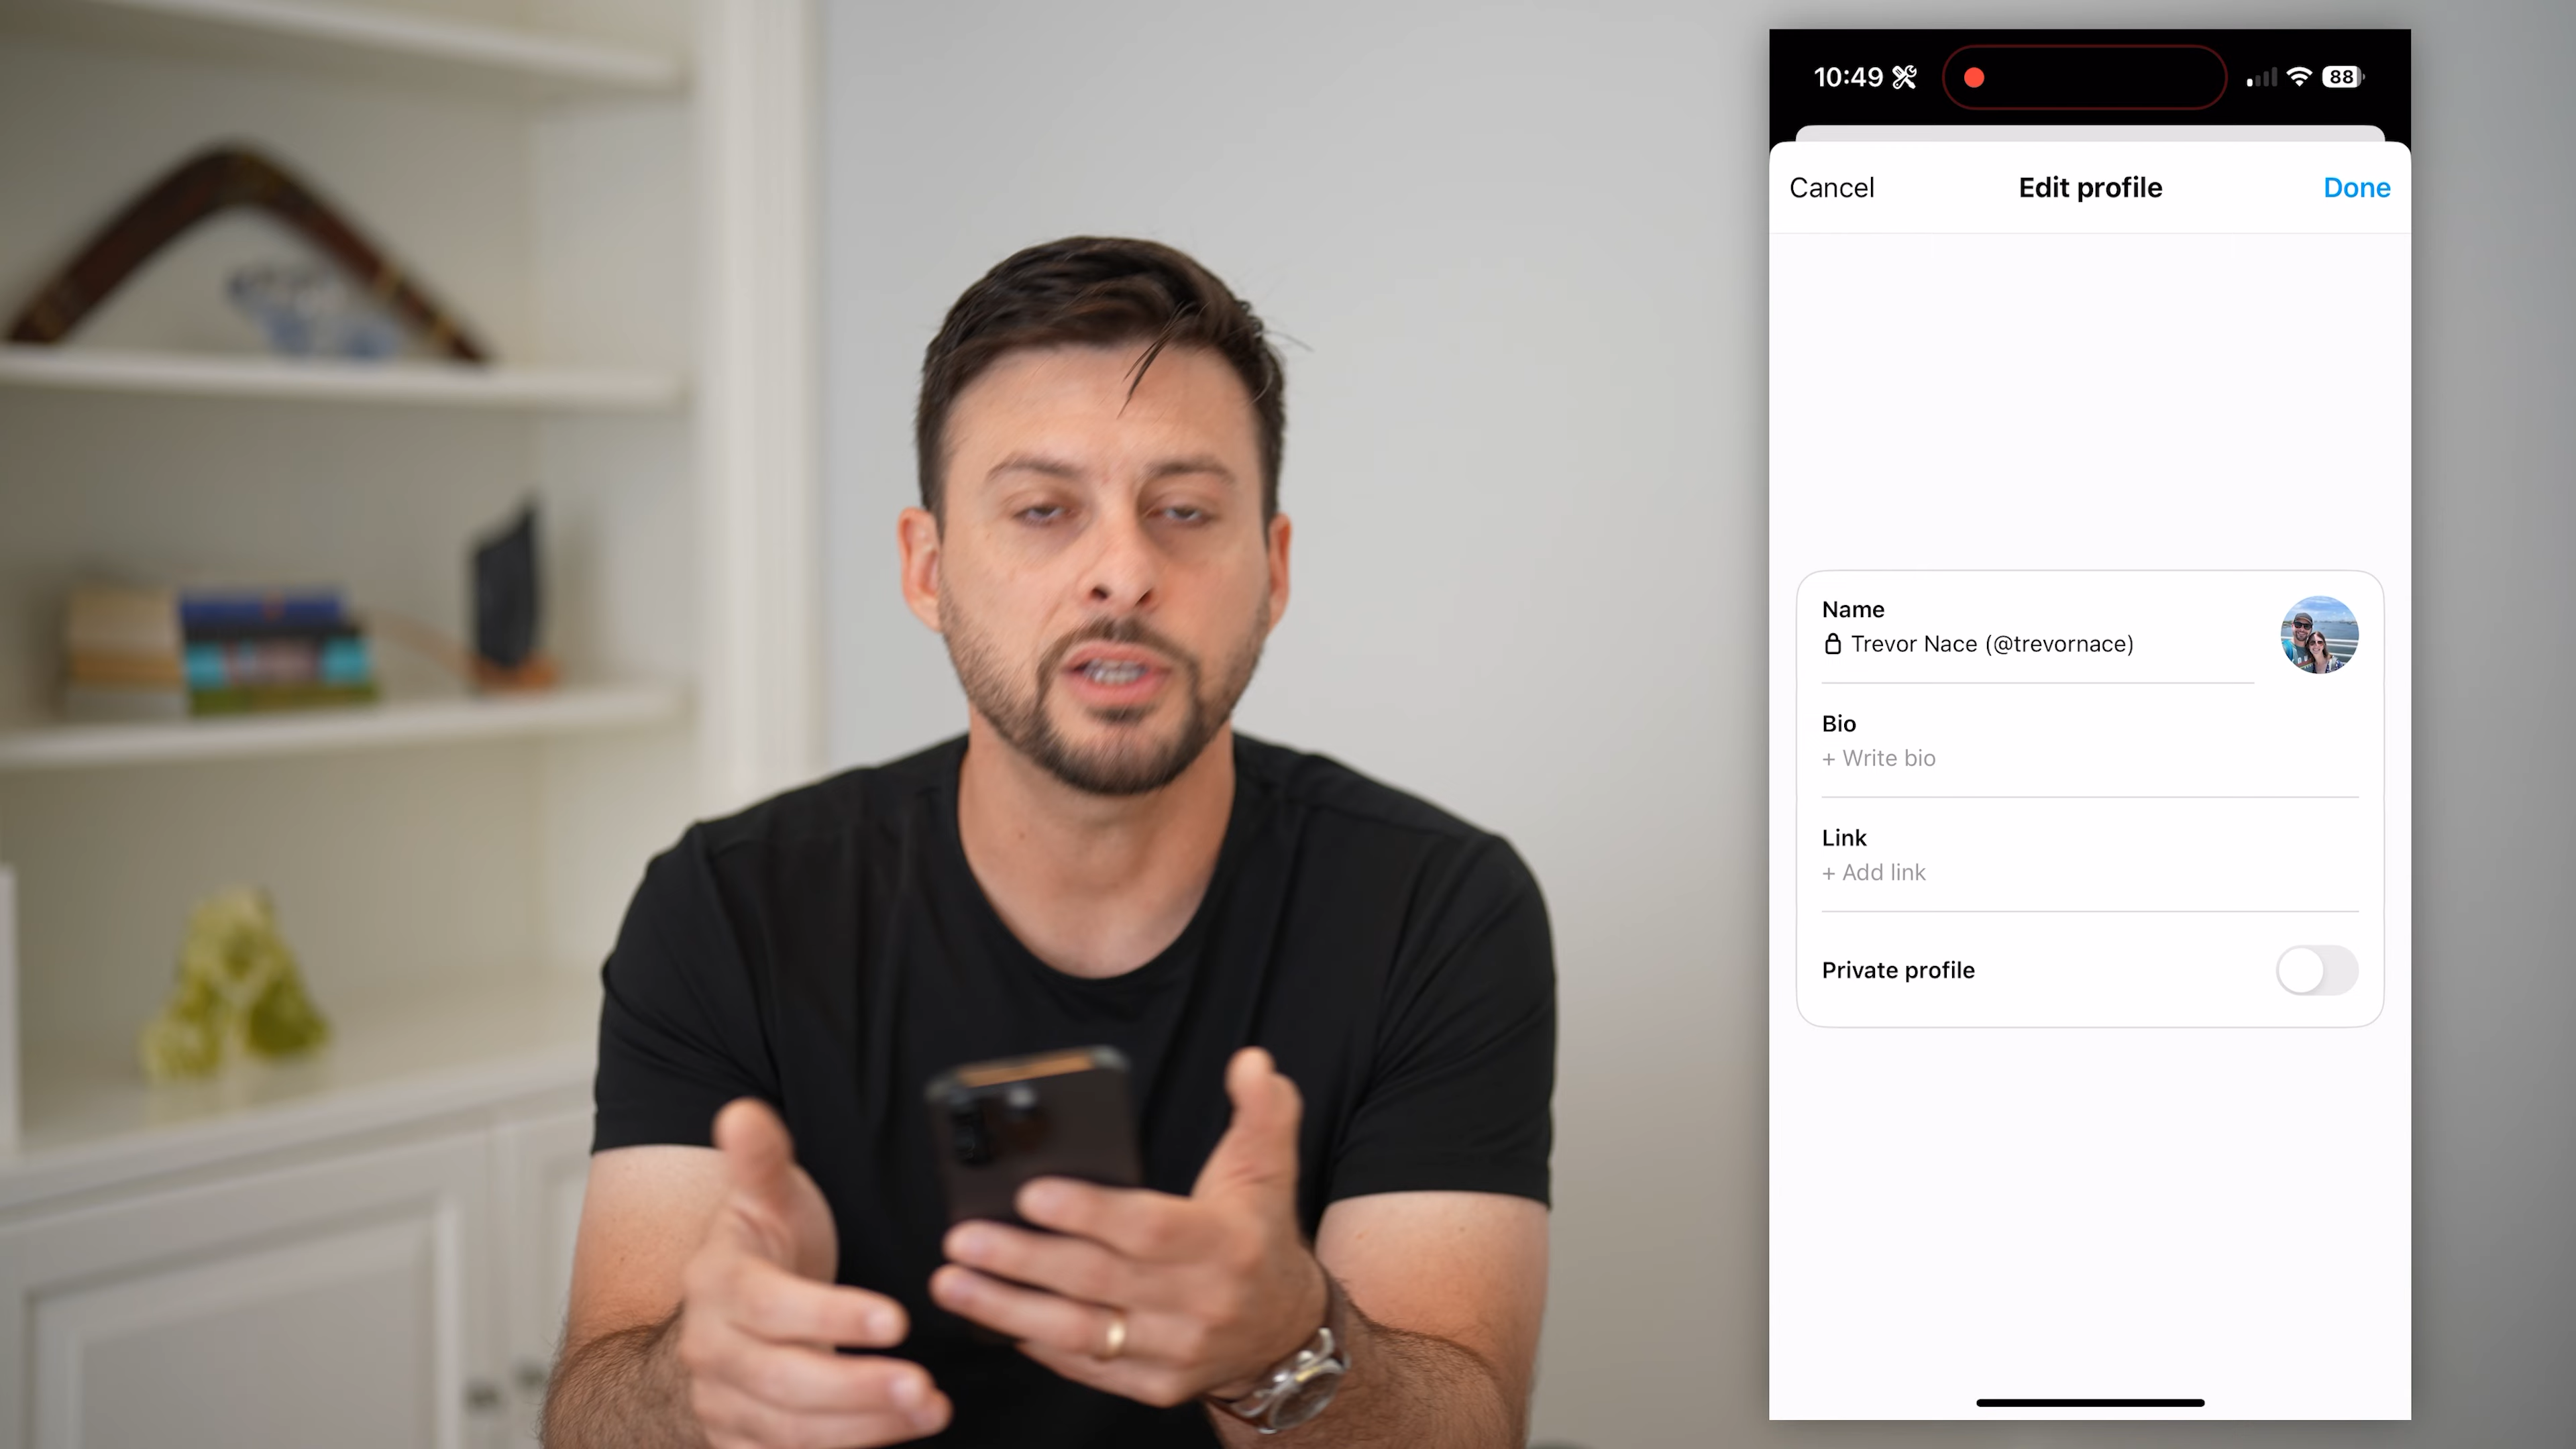 10:49
88
Cancel
Edit profile
Done
Name
Trevor Nace (@trevornace)
Bio
+ Write bio
Link
+ Add link
Private profile